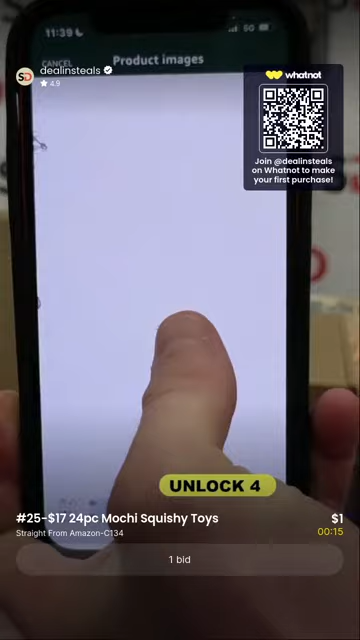 11:39
5G
CANCEL
Product images
SD
dealinsteals
4.9
whatnot
Join @dealinsteals
on Whatnot to make
your first purchase!
UNLOCK 4
#25-$17 24pc Mochi Squishy Toys
$1
Straight From Amazon-C134
00:15
1 bid